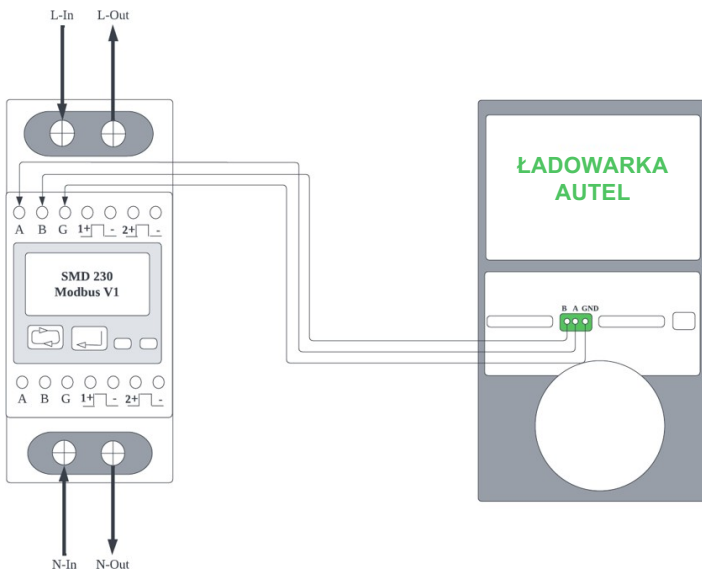 L-In L-Out
A B G 1+ - 2+ -
SMD 230
Modbus V1
A B G 1+ - 2+ -
N-In N-Out
ŁADOWARKA
AUTEL
B A GND